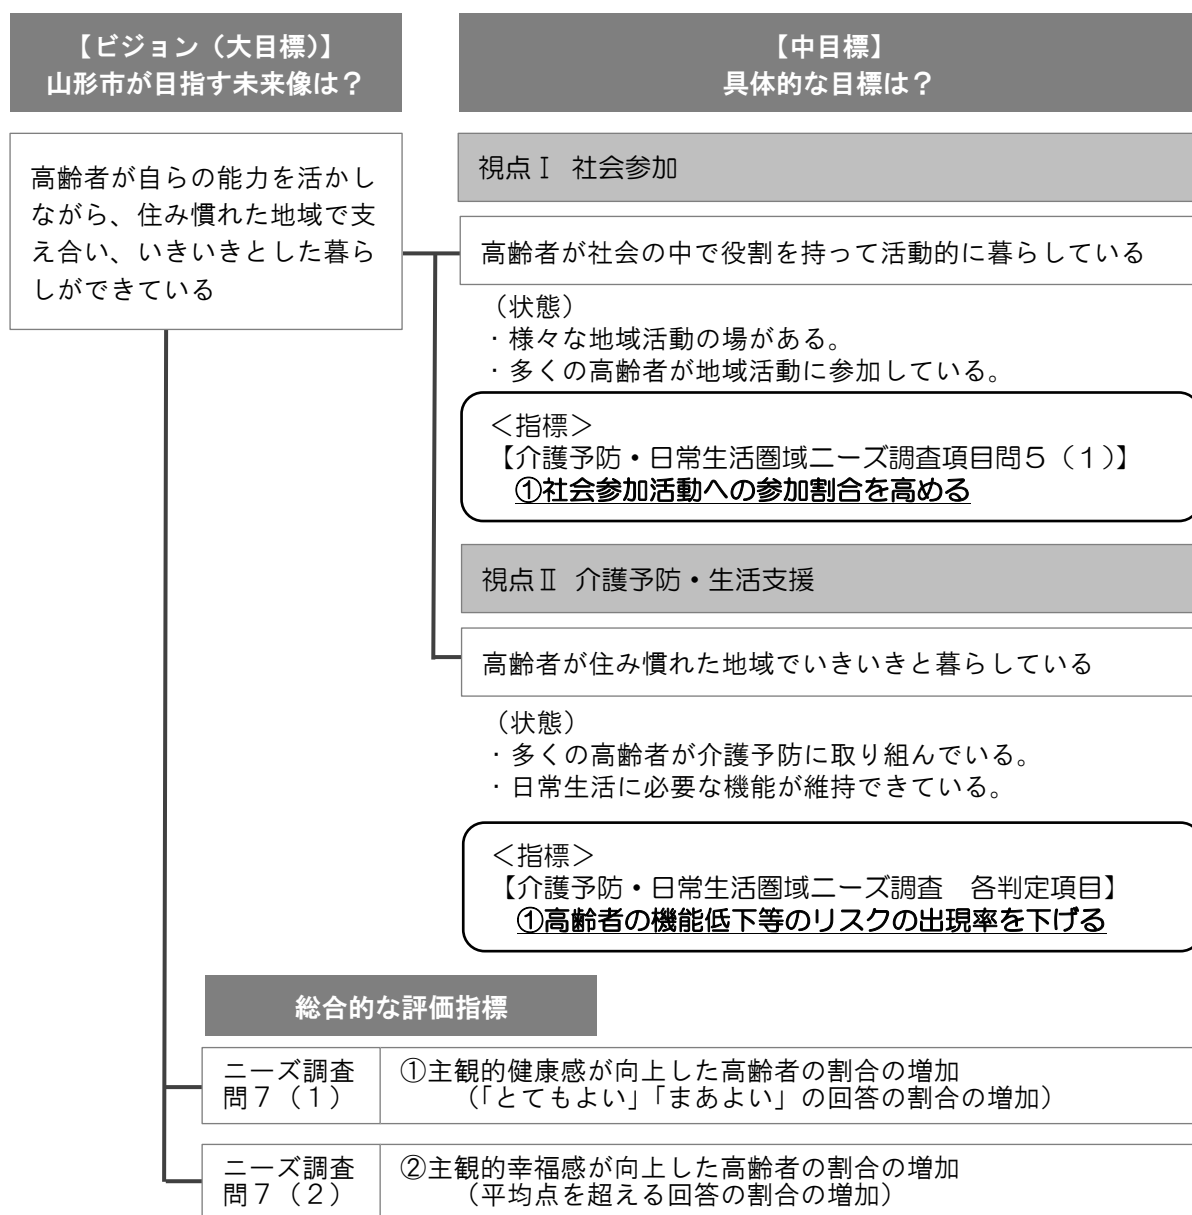 【ビジョン（大目標）】
山形市が目指す未来像は？
高齢者が自らの能力を活かし
ながら、住み慣れた地域で支
え合い、いきいきとした暮ら
しができている
【中目標】
具体的な目標は？
視点Ⅰ 社会参加
高齢者が社会の中で役割を持って活動的に暮らしている
（状態）
・様々な地域活動の場がある。
・多くの高齢者が地域活動に参加している。
＜指標＞
【介護予防・日常生活圏域ニーズ調査項目問５（１）】
①社会参加活動への参加割合を高める
視点Ⅱ 介護予防・生活支援
高齢者が住み慣れた地域でいきいきと暮らしている
（状態）
・多くの高齢者が介護予防に取り組んでいる。
・日常生活に必要な機能が維持できている。
＜指標＞
【介護予防・日常生活圏域ニーズ調査　各判定項目】
①高齢者の機能低下等のリスクの出現率を下げる
総合的な評価指標
ニーズ調査
問７（１）
①主観的健康感が向上した高齢者の割合の増加
（「とてもよい」「まあよい」の回答の割合の増加）
ニーズ調査
問７（２）
②主観的幸福感が向上した高齢者の割合の増加
（平均点を超える回答の割合の増加）